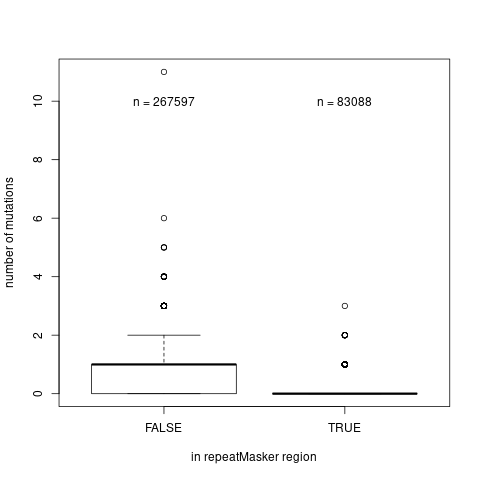 10
8
6
4
2
0
number of mutations
n = 267597
n = 83088
FALSE
TRUE
in repeatMasker region